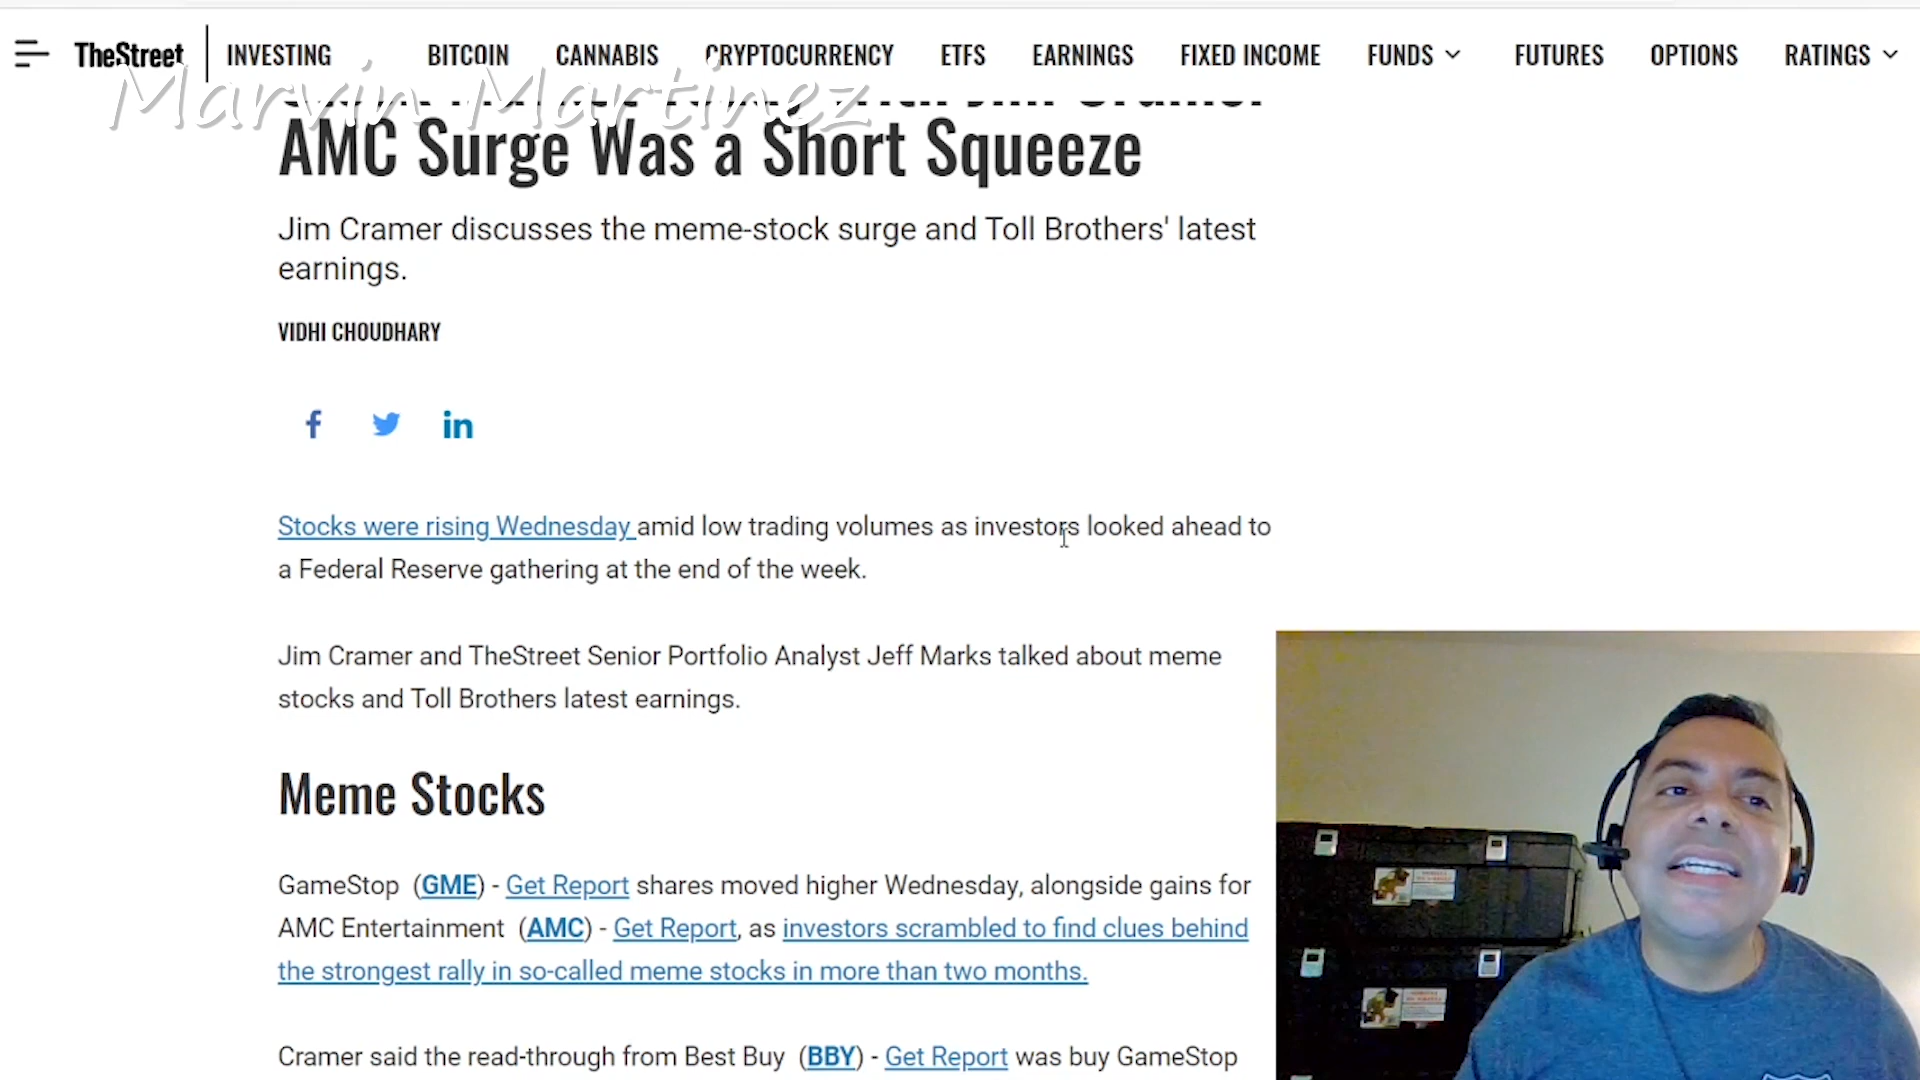 TheStreet INVESTING BITCOIN CANNABIS CRYPTOCURRENCY ETFS EARNINGS FIXED INCOME FUNDS FUTURES OPTIONS RATINGS
Marvin Martinez
AMC Surge Was a Short Squeeze
Jim Cramer discusses the meme-stock surge and Toll Brothers' latest
earnings.
VIDHI CHOUDHARY
Stocks were rising Wednesday amid low trading volumes as investors looked ahead to
a Federal Reserve gathering at the end of the week.
Jim Cramer and TheStreet Senior Portfolio Analyst Jeff Marks talked about meme
stocks and Toll Brothers latest earnings.
Meme Stocks
GameStop (GME) - Get Report shares moved higher Wednesday, alongside gains for
AMC Entertainment (AMC) - Get Report, as investors scrambled to find clues behind
the strongest rally in so-called meme stocks in more than two months.
Cramer said the read-through from Best Buy (BBY) - Get Report was buy GameStop